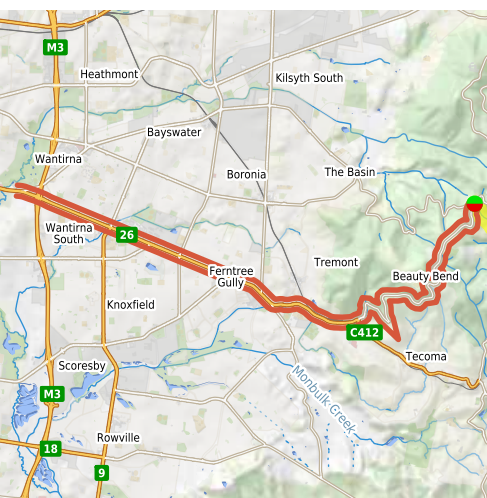 M3
Heathmont
Kilsyth South
Bayswater
Wantirna
Boronia
The Basin
Wantirna
South
26
Ferntree
Gully
Tremont
Beauty Bend
Knoxfield
C412
Tecoma
Scoresby
M3
Monbulk Creek
Rowville
18
9